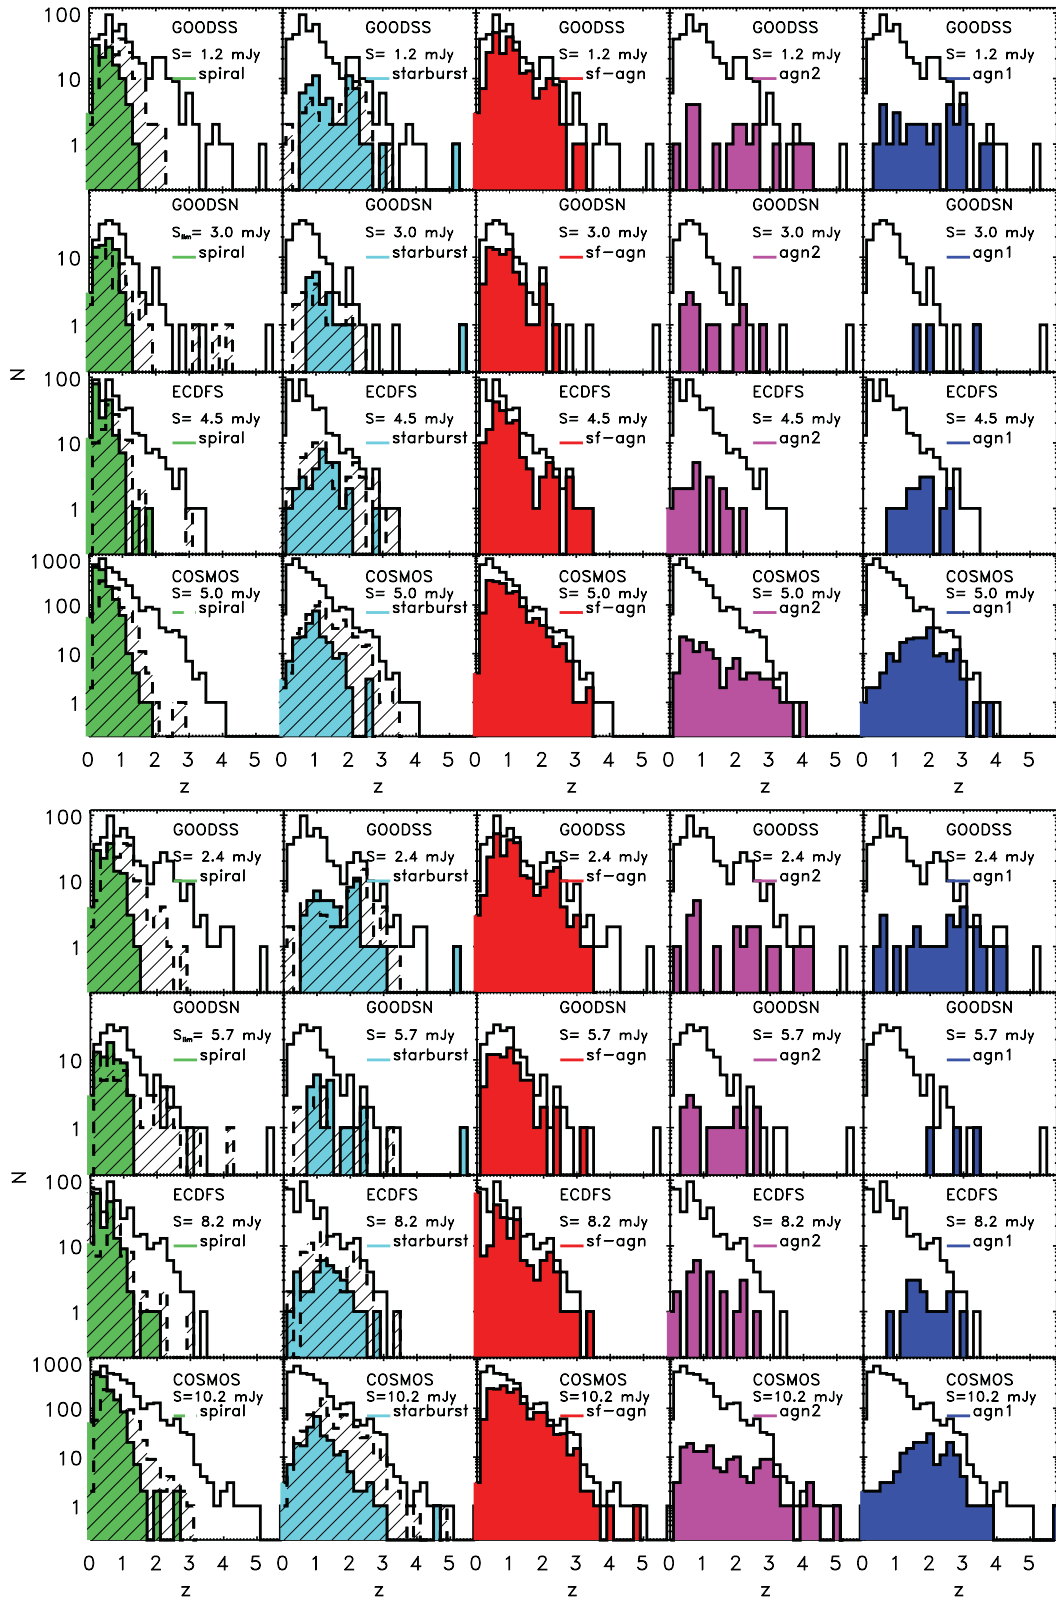 GOODSS GOODSS GOODSS GOODSS GOODSS
100
S= 1.2 mJy S= 1.2 mJy S= 1.2 mJy S= 1.2 mJy S= 1.2 mJy
spiral starburst sf-agn agn2 agn1
10
1
GOODSN GOODSN GOODSN GOODSN GOODSN
Slim= 3.0 mJy S= 3.0 mJy S= 3.0 mJy S= 3.0 mJy S= 3.0 mJy
spiral starburst sf-agn agn2 agn1
10
1
N
100
ECDFS ECDFS ECDFS ECDFS ECDFS
S= 4.5 mJy S= 4.5 mJy S= 4.5 mJy S= 4.5 mJy S= 4.5 mJy
spiral starburst sf-agn agn2 agn1
10
1
1000
COSMOS COSMOS COSMOS COSMOS COSMOS
S= 5.0 mJy S= 5.0 mJy S= 5.0 mJy S= 5.0 mJy S= 5.0 mJy
100 spiral starburst sf-agn agn2 agn1
10
1
0 1 2 3 4 5 0 1 2 3 4 5 0 1 2 3 4 5 0 1 2 3 4 5 0 1 2 3 4 5
z z z z z
100
GOODSS GOODSS GOODSS GOODSS GOODSS
S= 2.4 mJy S= 2.4 mJy S= 2.4 mJy S= 2.4 mJy S= 2.4 mJy
10 spiral starburst sf-agn agn2 agn1
1
GOODSN GOODSN GOODSN GOODSN GOODSN
Slim= 5.7 mJy S= 5.7 mJy S= 5.7 mJy S= 5.7 mJy S= 5.7 mJy
10 spiral starburst sf-agn agn2 agn1
1
N
100
ECDFS ECDFS ECDFS ECDFS ECDFS
S= 8.2 mJy S= 8.2 mJy S= 8.2 mJy S= 8.2 mJy S= 8.2 mJy
10 spiral starburst sf-agn agn2 agn1
1
1000
COSMOS COSMOS COSMOS COSMOS COSMOS
S=10.2 mJy S=10.2 mJy S=10.2 mJy S=10.2 mJy S=10.2 mJy
100 spiral starburst sf-agn agn2 agn1
10
1
0 1 2 3 4 5 0 1 2 3 4 5 0 1 2 3 4 5 0 1 2 3 4 5 0 1 2 3 4 5
z z z z z